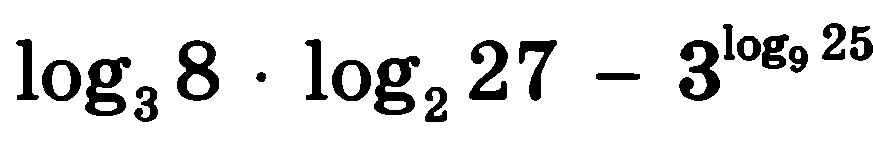 log₃ 8 · log₂ 27 − 3^(log₉ 25)